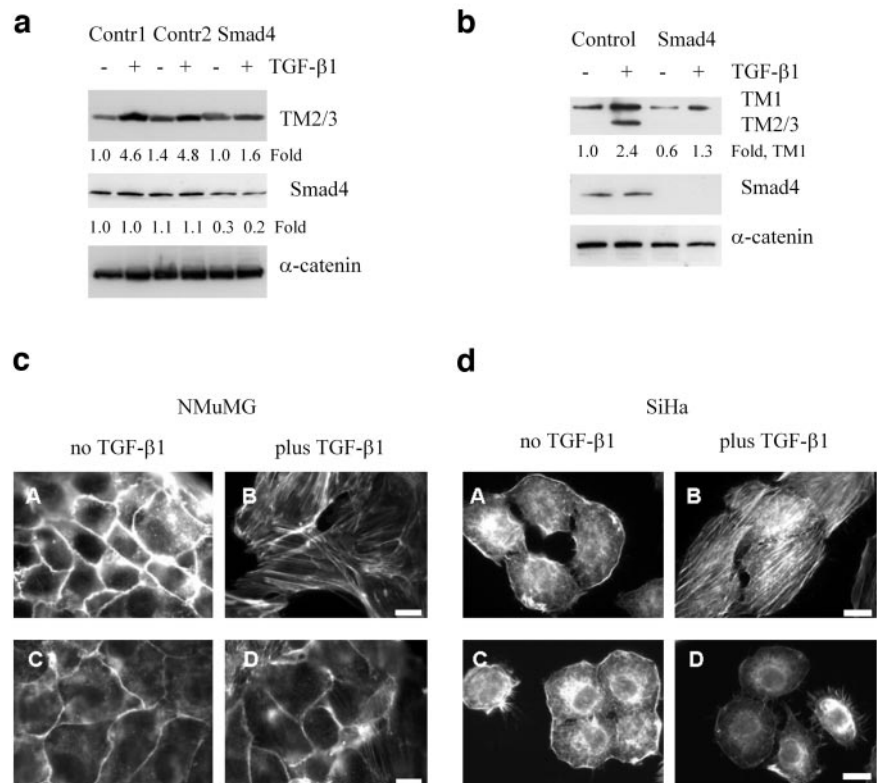 a
Contr1 Contr2 Smad4
- + - + - + TGF-β1
TM2/3
1.0 4.6 1.4 4.8 1.0 1.6 Fold
Smad4
1.0 1.0 1.1 1.1 0.3 0.2 Fold
α-catenin
b
Control Smad4
- + - + TGF-β1
TM1
TM2/3
1.0 2.4 0.6 1.3 Fold, TM1
Smad4
α-catenin
c
NMuMG
no TGF-β1 plus TGF-β1
A B
C D
d
SiHa
no TGF-β1 plus TGF-β1
A B
C D